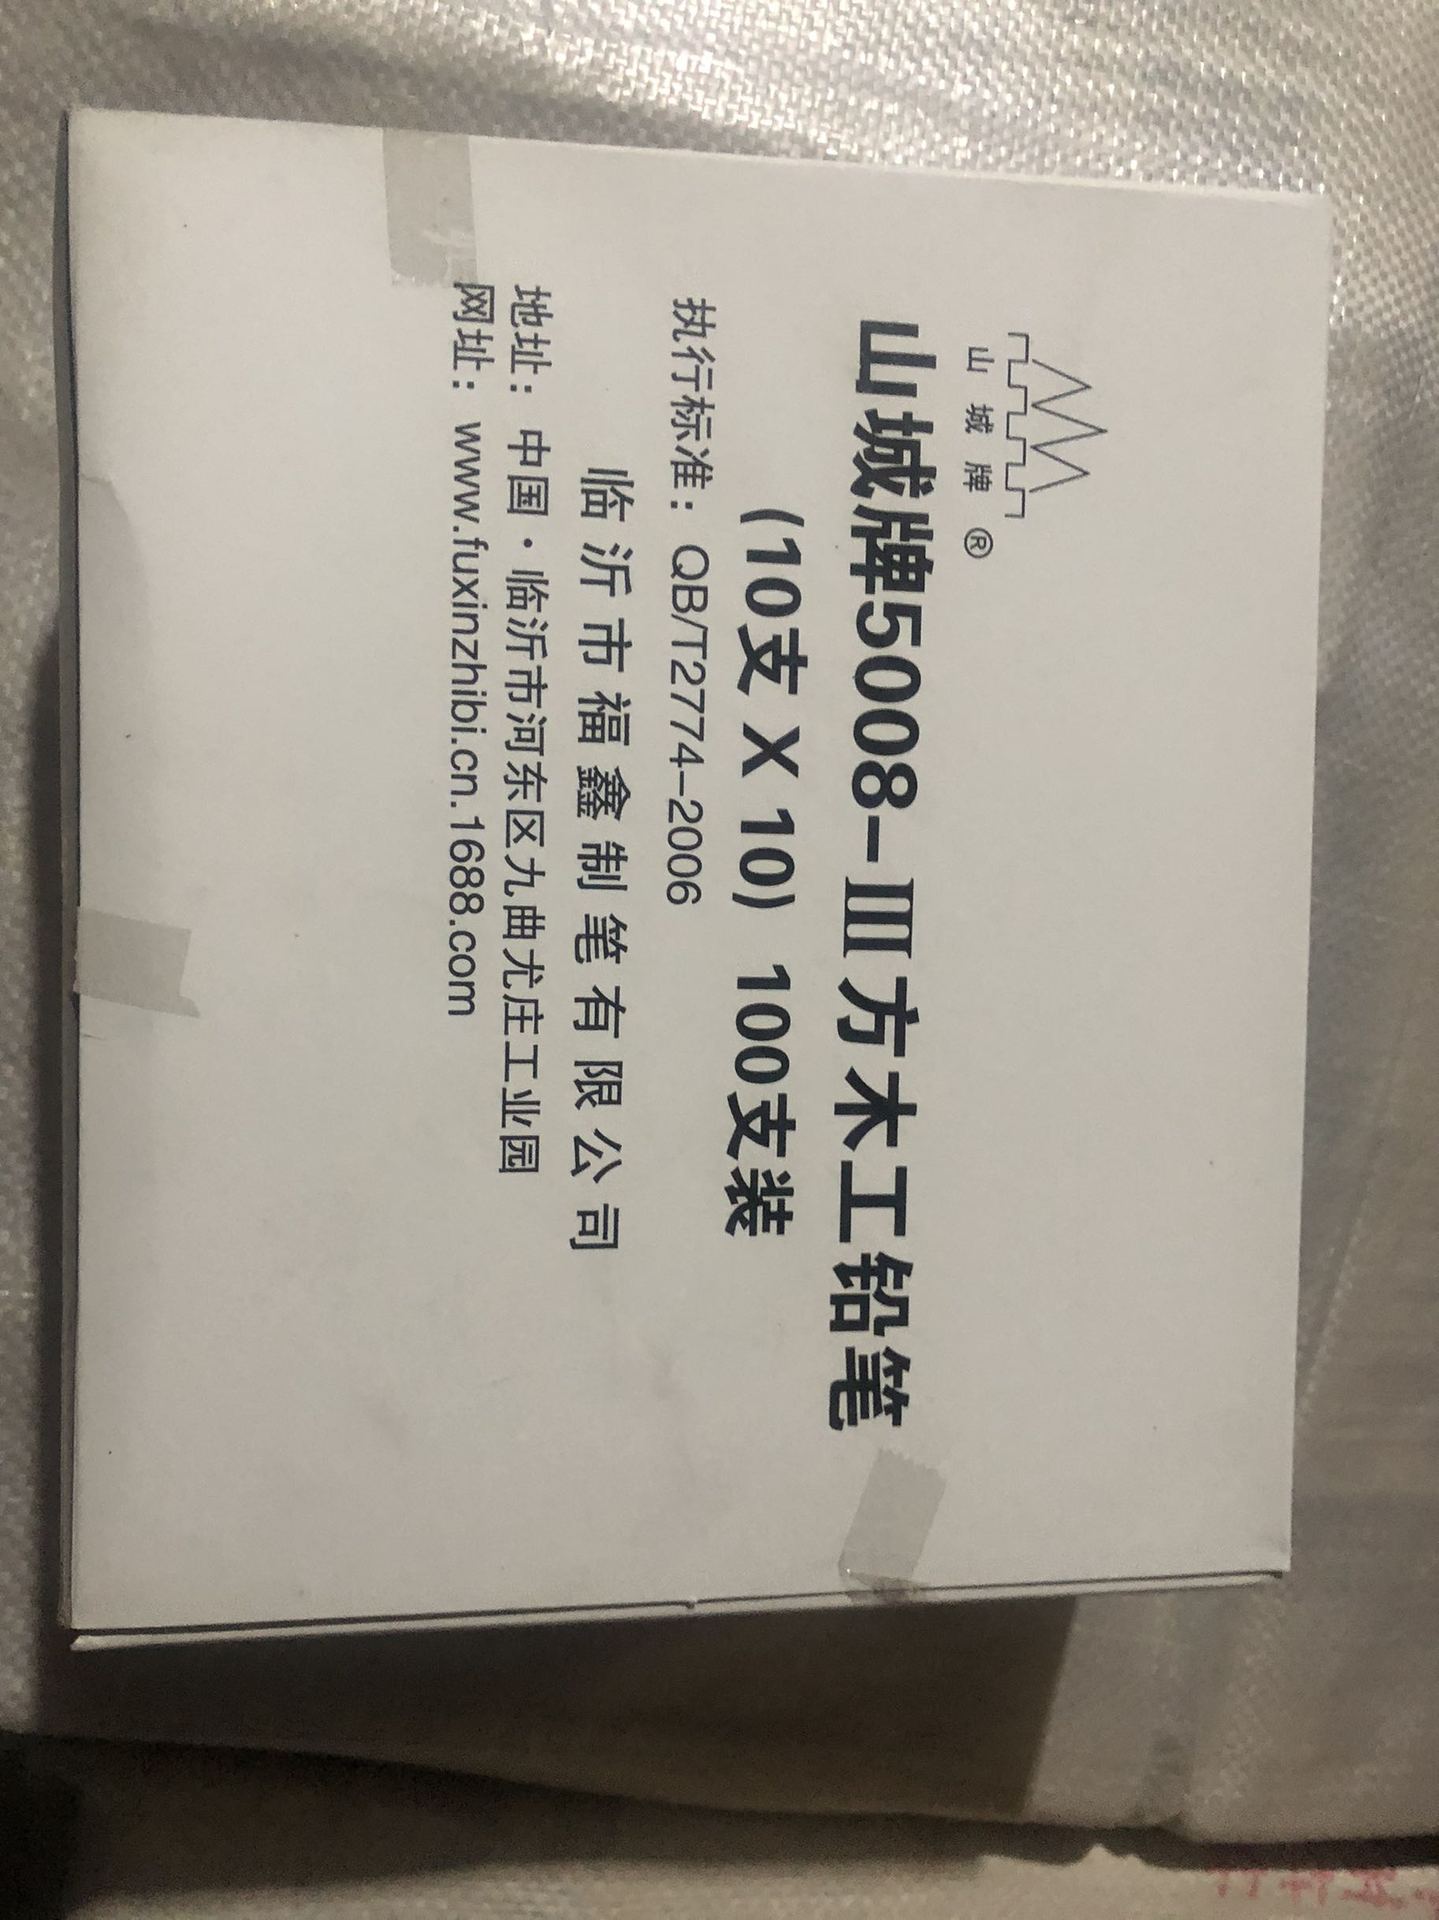 山城牌 ®
山城牌5008-Ⅲ方木工铅笔
(10支 X 10) 100支装
执行标准：QB/T2774-2006
临沂市福鑫制笔有限公司
地址：中国·临沂市河东区九曲尤庄工业园
网址：www.fuxinzhibi.cn.1688.com